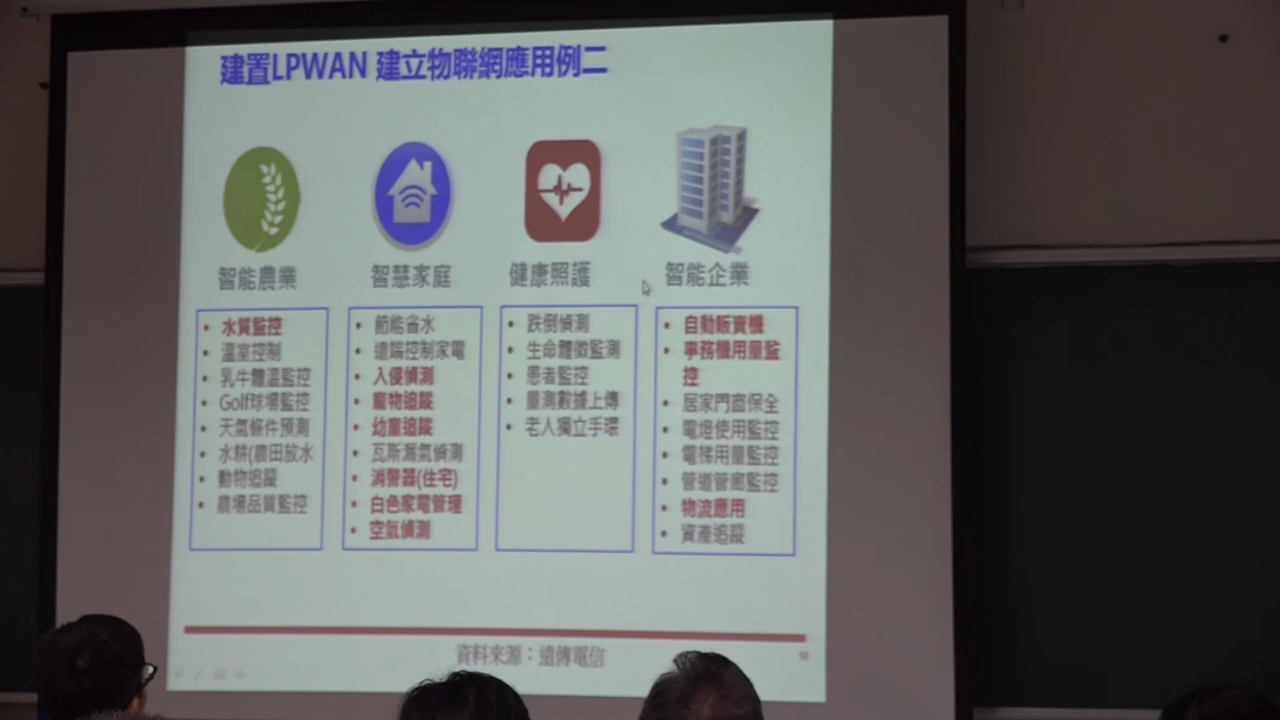 建置LPWAN 建立物聯網應用例二
智能農業
• 水質監控
• 溫室控制
• 乳牛體溫監控
• Golf球場監控
• 天氣條件預測
• 水耕(農田放水
• 動物追蹤
• 農場品質監控
智慧家庭
• 節能省水
• 遠端控制家電
• 入侵偵測
• 寵物追蹤
• 幼童追蹤
• 瓦斯漏氣偵測
• 消警器(住宅)
• 白色家電管理
• 空氣偵測
健康照護
• 跌倒偵測
• 生命體徵監測
• 患者監控
• 量測數據上傳
• 老人獨立手環
智能企業
• 自動販賣機
• 事務機用量監
控
• 居家門窗保全
• 電燈使用監控
• 電梯用量監控
• 管道管廊監控
• 物流應用
• 資產追蹤
資料來源：遠傳電信